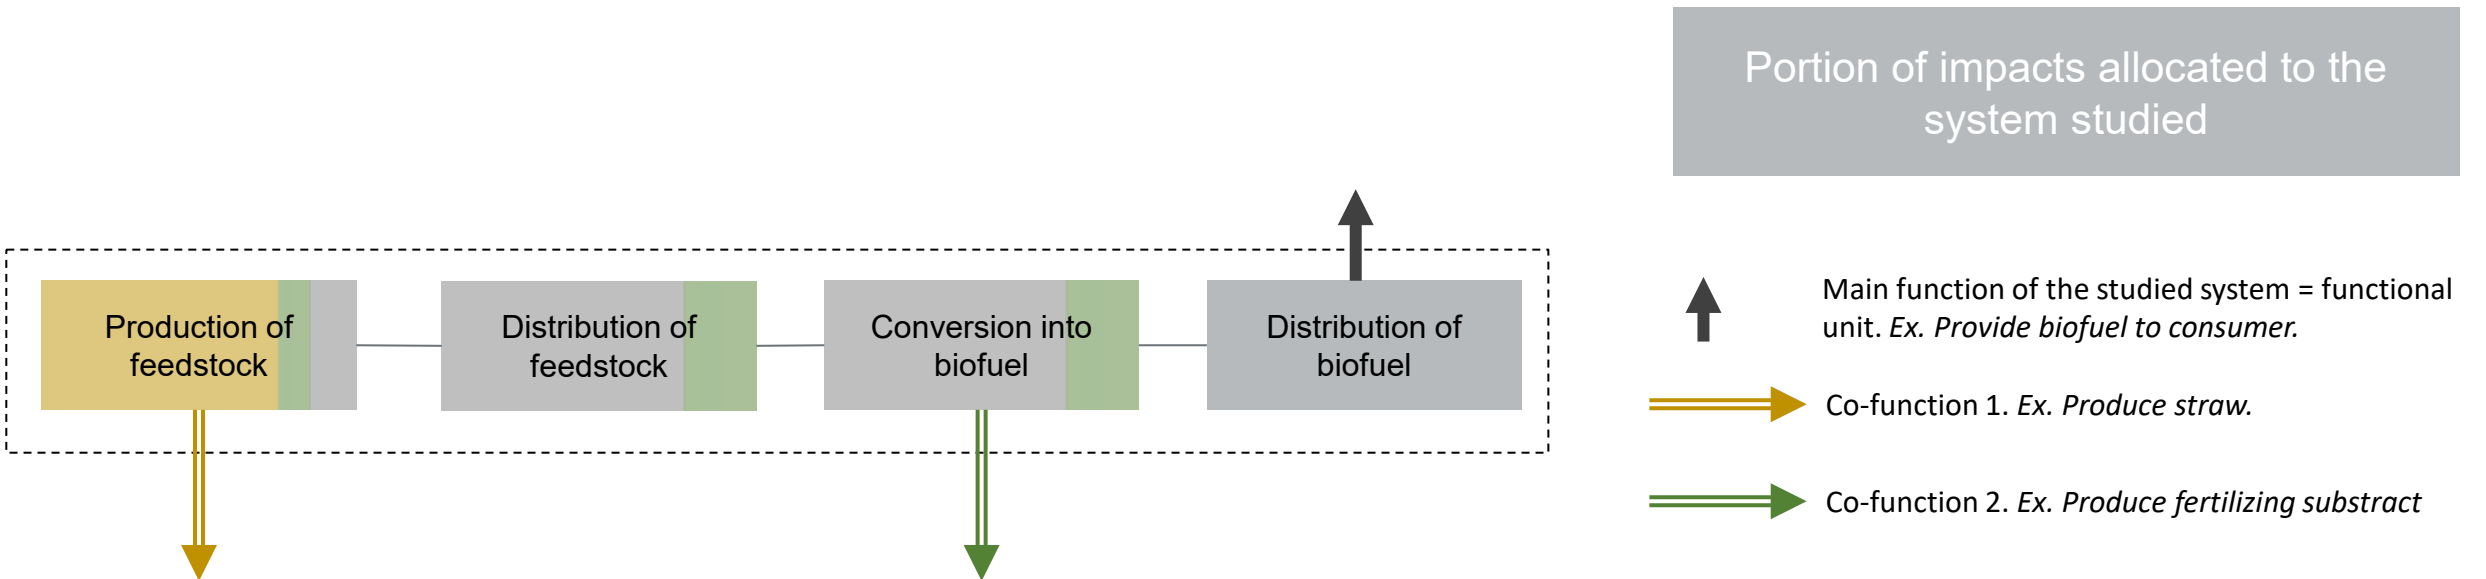 Portion of impacts allocated to the
system studied
Production of
feedstock
Distribution of
feedstock
Conversion into
biofuel
Distribution of
biofuel
Main function of the studied system = functional
unit. Ex. Provide biofuel to consumer.
Co-function 1. Ex. Produce straw.
Co-function 2. Ex. Produce fertilizing substract